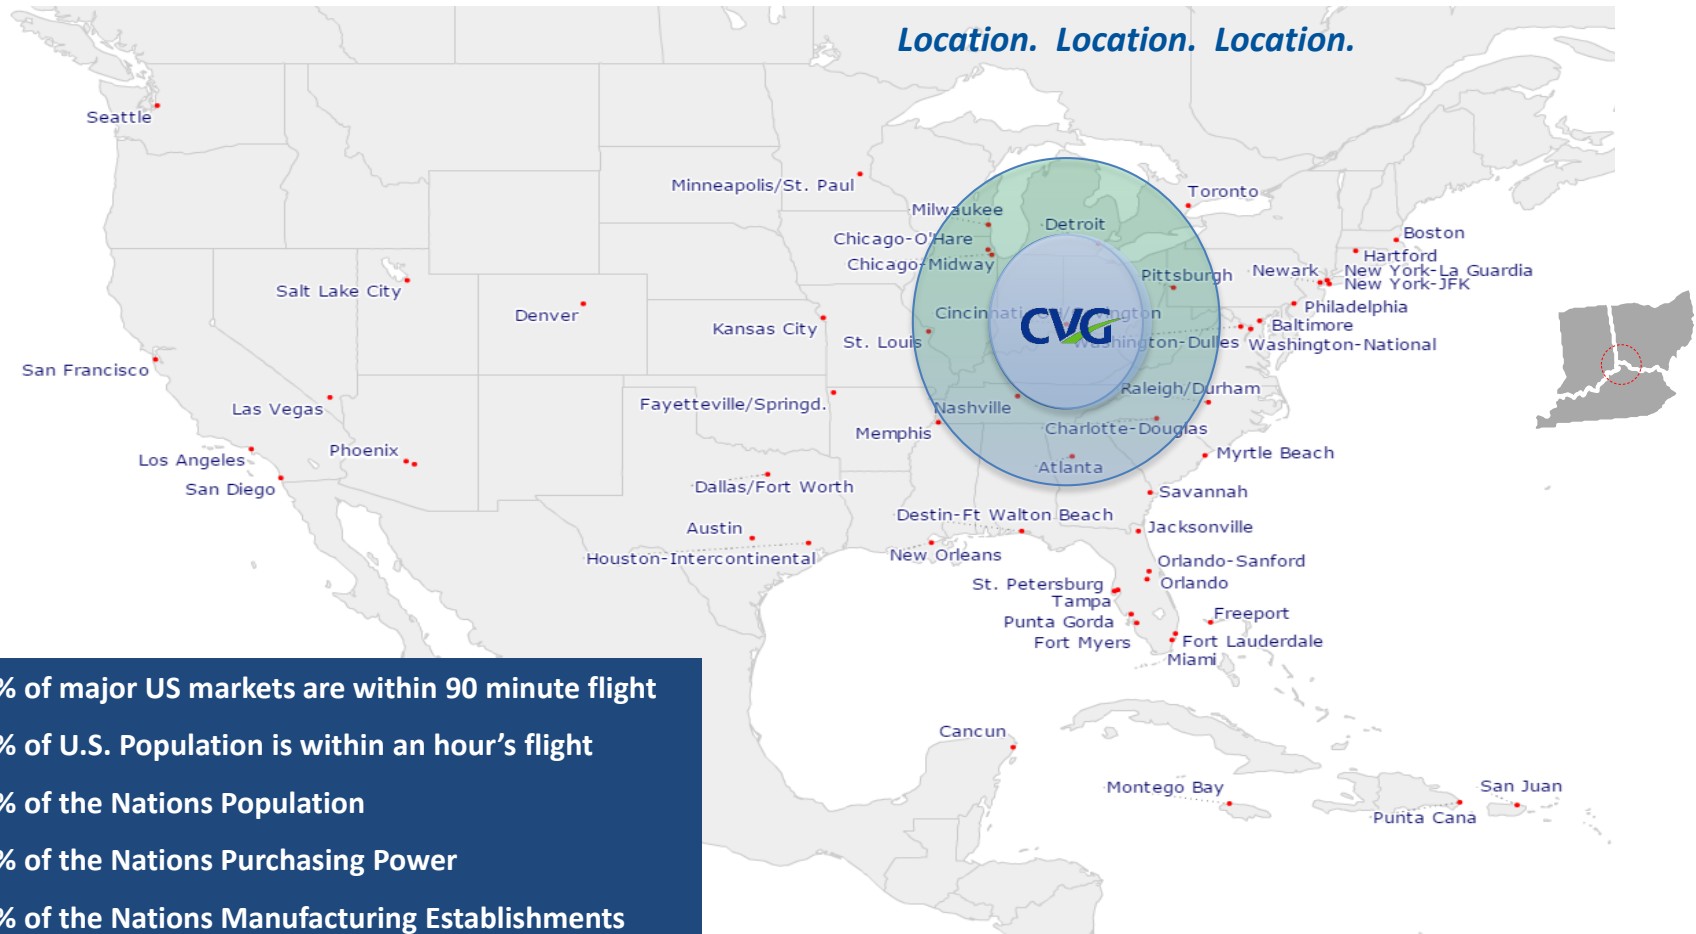 Location. Location. Location.
Seattle
Minneapolis/St. Paul
Toronto
Milwaukee
Detroit
Boston
Chicago-O'Hare
Hartford
Chicago-Midway
Pittsburgh
Newark
New York-La Guardia
New York-JFK
Salt Lake City
Denver
Philadelphia
Cincinnati
Kansas City
CVG
Baltimore
St. Louis
Washington-Dulles
Washington-National
San Francisco
Raleigh/Durham
Las Vegas
Fayetteville/Springd.
Nashville
Memphis
Charlotte-Douglas
Los Angeles
Phoenix
Myrtle Beach
Atlanta
San Diego
Dallas/Fort Worth
Savannah
Destin-Ft Walton Beach
Austin
Jacksonville
Houston-Intercontinental
New Orleans
Orlando-Sanford
St. Petersburg
Orlando
Tampa
Freeport
Punta Gorda
Fort Myers
Fort Lauderdale
Miami
% of major US markets are within 90 minute flight
% of U.S. Population is within an hour's flight
% of the Nations Population
% of the Nations Purchasing Power
% of the Nations Manufacturing Establishments
Cancun
Montego Bay
San Juan
Punta Cana